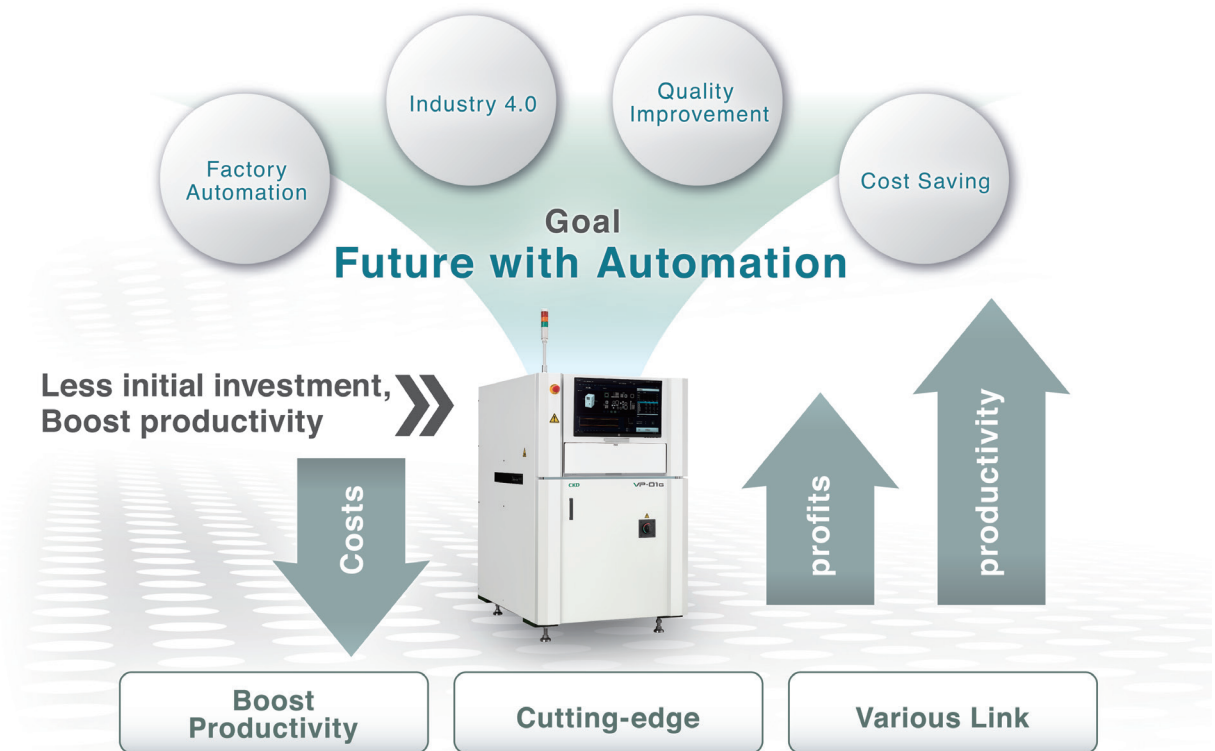 Factory
Automation
Industry 4.0
Quality
Improvement
Cost Saving
Goal
Future with Automation
Less initial investment,
Boost productivity
Costs
CKD
VP-01G
profits
productivity
Boost
Productivity
Cutting-edge
Various Link